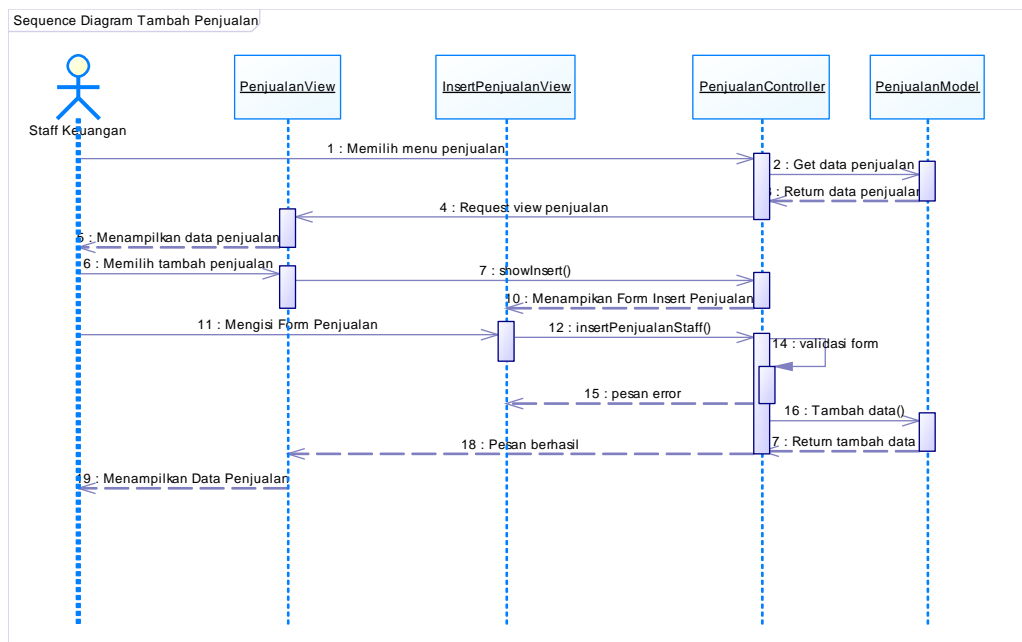 Sequence Diagram Tambah Penjualan
PenjualanView
InsertPenjualanView
PenjualanController
PenjualanModel
Staff Keuangan
1 : Memilih menu penjualan
2 : Get data penjualan
: Return data penjualan
4 : Request view penjualan
5 : Menampilkan data penjualan
6 : Memilih tambah penjualan
7 : showInsert()
10 : Menampikan Form Insert Penjualan
11 : Mengisi Form Penjualan
12 : insertPenjualanStaff()
14 : validasi form
15 : pesan error
16 : Tambah data()
7 : Return tambah data
18 : Pesan berhasil
9 : Menampilkan Data Penjualan